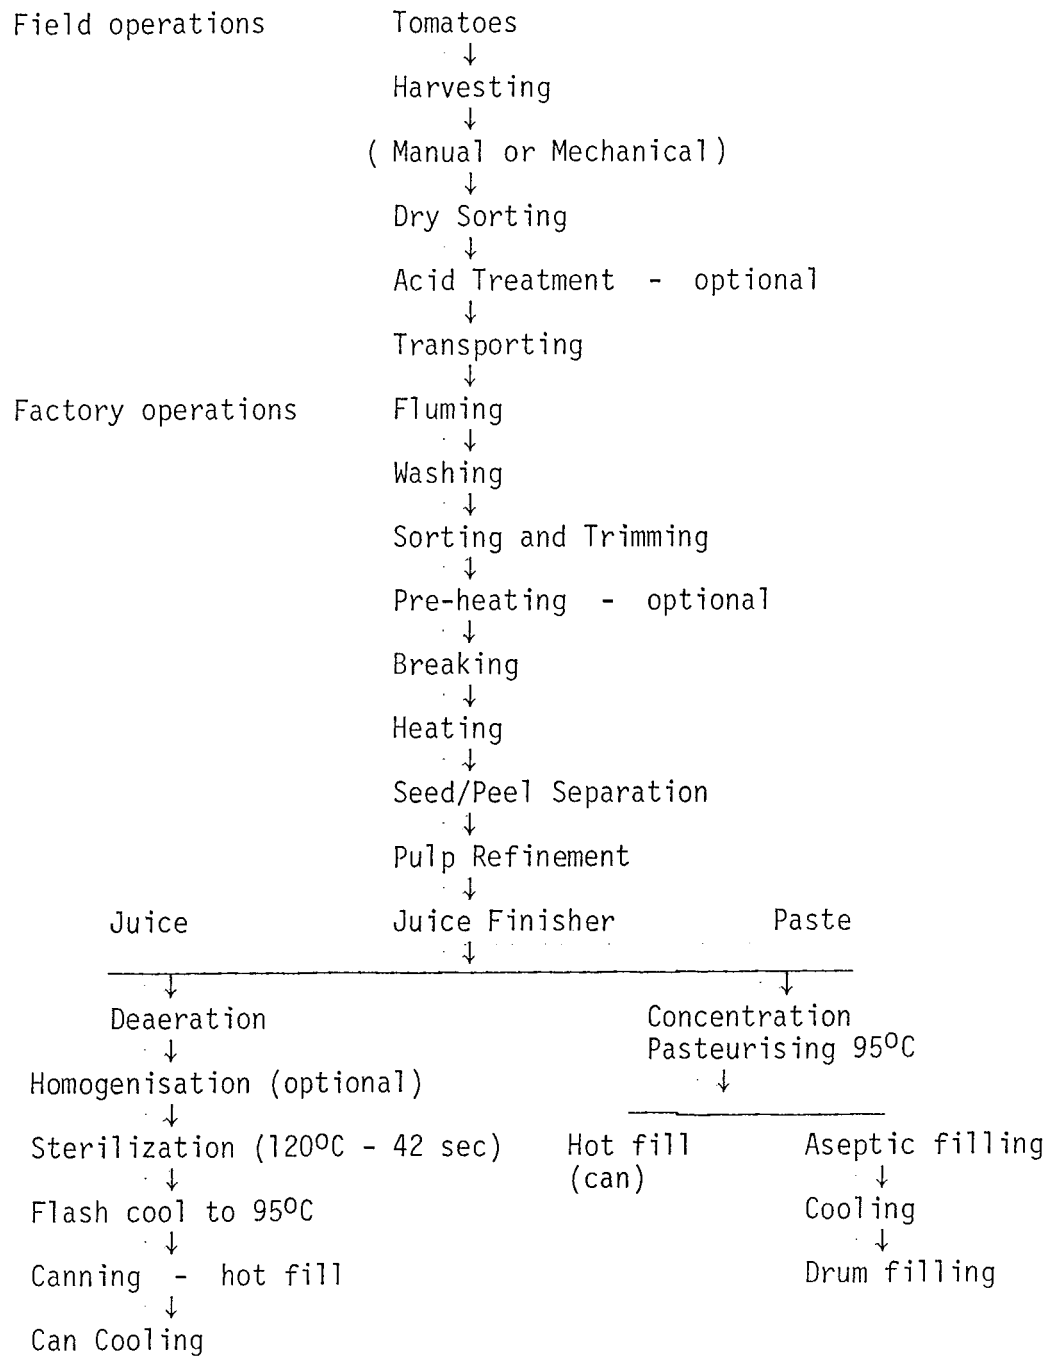 Field operations Tomatoes
↓
Harvesting
↓
( Manual or Mechanical)
↓
Dry Sorting
↓
Acid Treatment - optional
↓
Transporting
↓
Factory operations Fluming
↓
Washing
↓
Sorting and Trimming
↓
Pre-heating - optional
↓
Breaking
↓
Heating
↓
Seed/Peel Separation
↓
Pulp Refinement
↓
Juice Juice Finisher Paste
↓
↓ ↓
Deaeration Concentration
Pasteurising 95ºC
↓ ↓
Homogenisation (optional)
↓
Sterilization (120ºC - 42 sec) Hot fill Aseptic filling
(can)
↓ ↓
Flash cool to 95ºC Cooling
↓ ↓
Canning - hot fill Drum filling
↓
Can Cooling